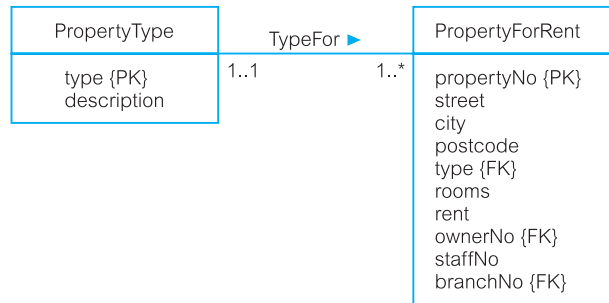 PropertyType
TypeFor ►
PropertyForRent
type {PK}
description
1..1
1..*
propertyNo {PK}
street
city
postcode
type {FK}
rooms
rent
ownerNo {FK}
staffNo
branchNo {FK}